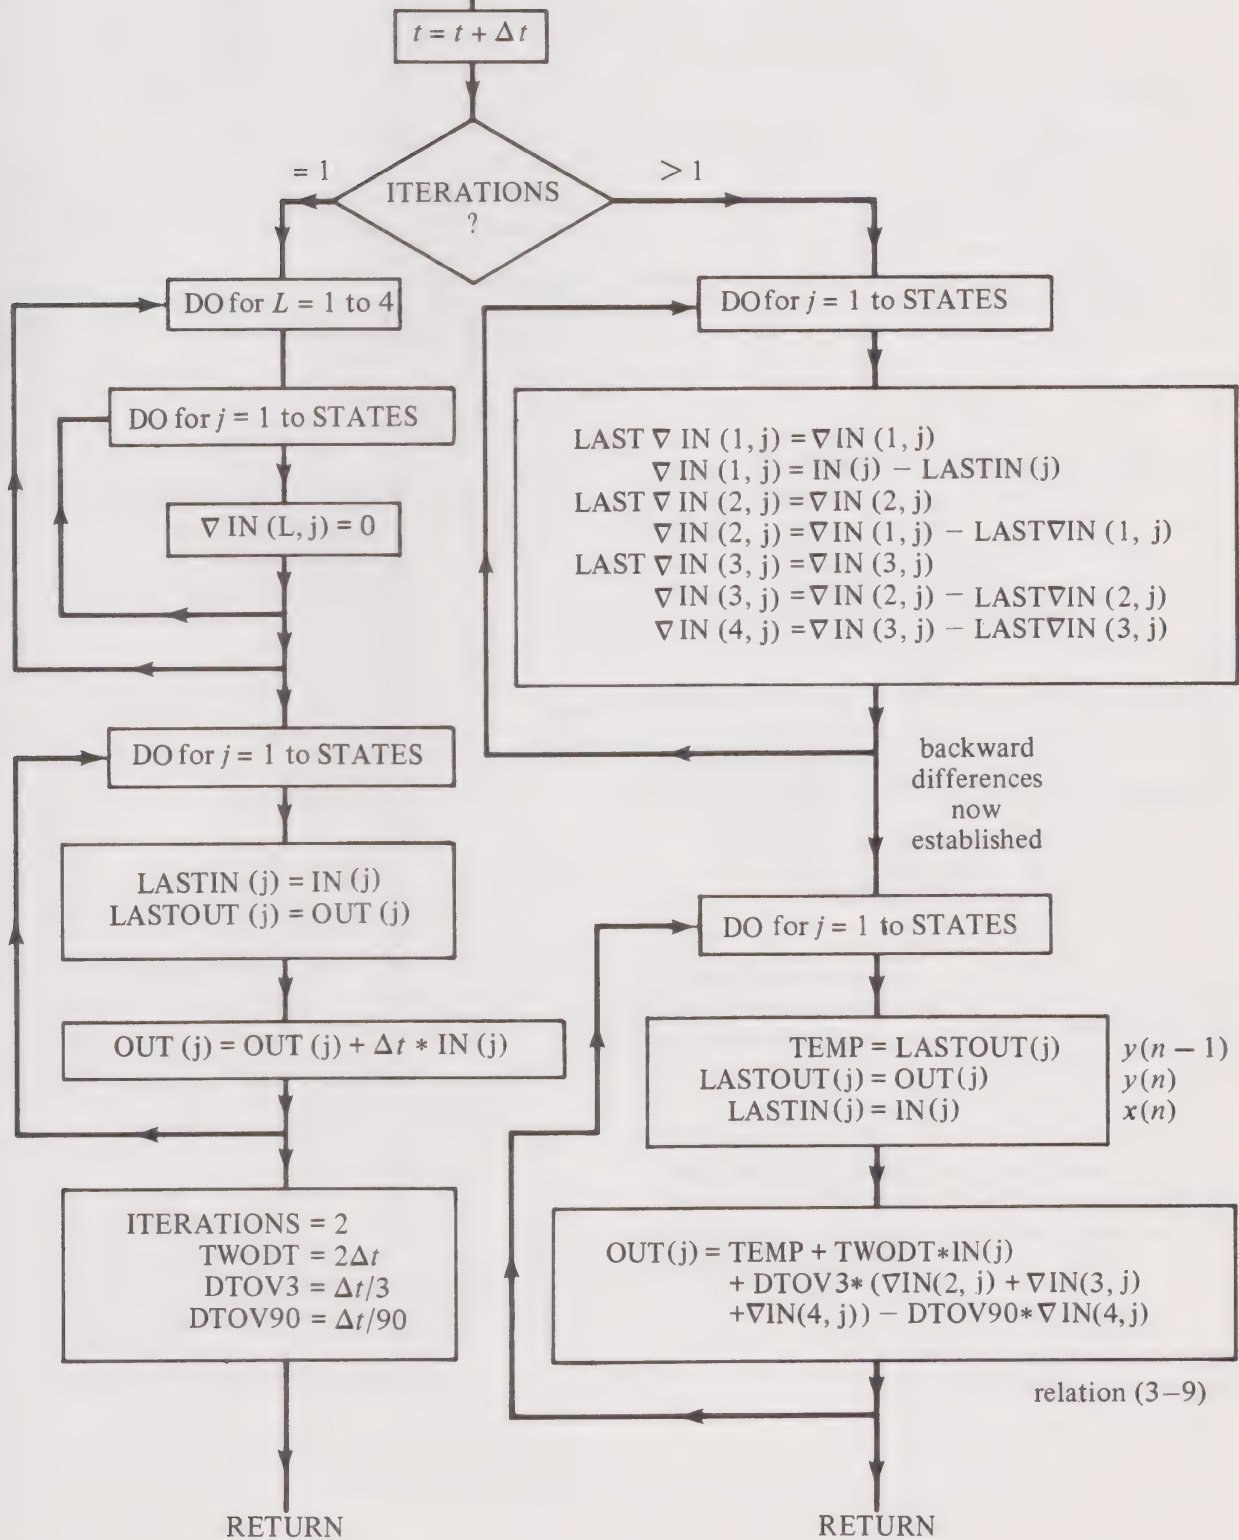 t = t + Δt
ITERATIONS
?
= 1
> 1
DO for L = 1 to 4
DO for j = 1 to STATES
∇ IN (L, j) = 0
DO for j = 1 to STATES
LASTIN (j) = IN (j)
LASTOUT (j) = OUT (j)
OUT (j) = OUT (j) + Δt * IN (j)
ITERATIONS = 2
TWODT = 2Δt
DTOV3 = Δt/3
DTOV90 = Δt/90
RETURN
DO for j = 1 to STATES
LAST ∇ IN (1, j) = ∇ IN (1, j)
∇ IN (1, j) = IN (j) − LASTIN (j)
LAST ∇ IN (2, j) = ∇ IN (2, j)
∇ IN (2, j) = ∇ IN (1, j) − LAST∇IN (1, j)
LAST ∇ IN (3, j) = ∇ IN (3, j)
∇ IN (3, j) = ∇ IN (2, j) − LAST∇IN (2, j)
∇ IN (4, j) = ∇ IN (3, j) − LAST∇IN (3, j)
backward
differences
now
established
DO for j = 1 to STATES
TEMP = LASTOUT(j) y(n − 1)
LASTOUT(j) = OUT(j) y(n)
LASTIN(j) = IN(j) x(n)
OUT(j) = TEMP + TWODT*IN(j)
+ DTOV3* (∇IN(2, j) + ∇IN(3, j)
+∇IN(4, j)) − DTOV90*∇IN(4,j)
relation (3–9)
RETURN